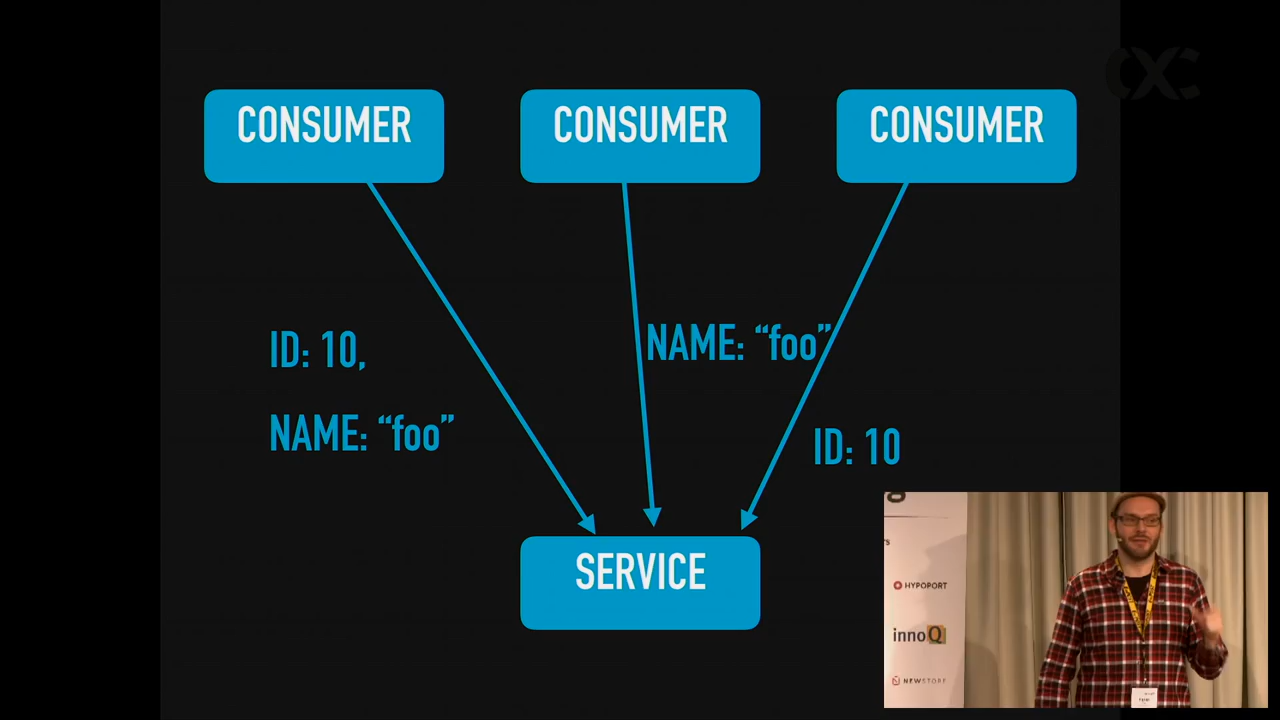 CONSUMER
CONSUMER
CONSUMER
ID: 10,
NAME: “foo”
NAME: “foo”
ID: 10
SERVICE
HYPOPORT
innoQ
NEWSTORE